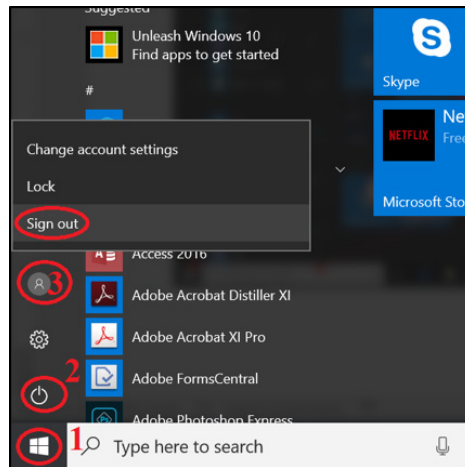 Suggested
Unleash Windows 10
Find apps to get started
#
Skype
Change account settings
Lock
Sign out
NETFLIX
Ne
Free
Microsoft Sto
Access 2016
3
Adobe Acrobat Distiller XI
Adobe Acrobat XI Pro
2
Adobe FormsCentral
Adobe Photoshop Express
1
Type here to search